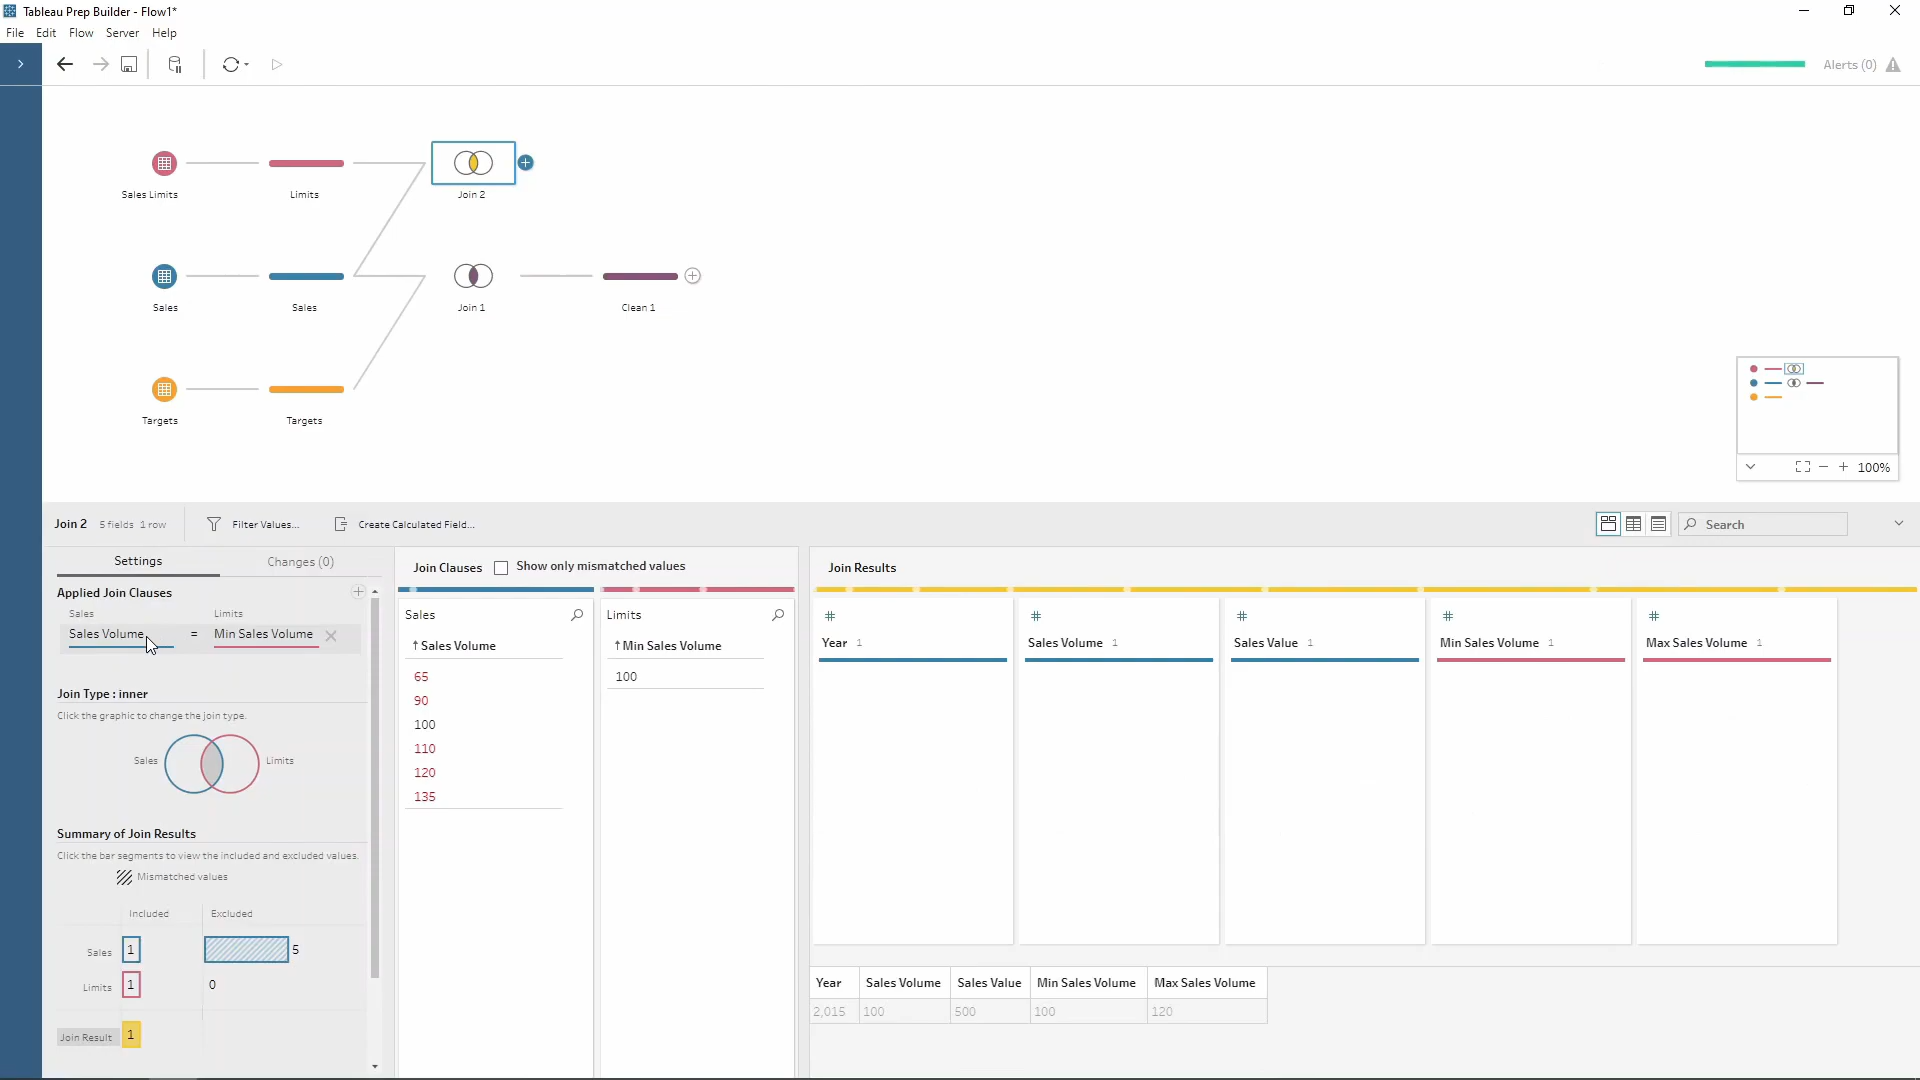 Tableau Prep Builder - Flow1*
File Edit Flow Server Help
Alerts (0)
Sales Limits
Limits
Join 2
Sales
Sales
Join 1
Clean 1
Targets
Targets
100%
Join 2 5 fields 1 row
Filter Values...
Create Calculated Field...
Search
Settings
Changes (0)
Applied Join Clauses
Sales
Limits
Sales Volume = Min Sales Volume
Join Type : inner
Click the graphic to change the join type.
Sales
Limits
Summary of Join Results
Click the bar segments to view the included and excluded values.
Mismatched values
Included
Excluded
Sales 1 5
Limits 1 0
Join Result 1
Join Clauses
Show only mismatched values
Sales
Sales Volume
65
90
100
110
120
135
Limits
Min Sales Volume
100
Join Results
# # # # #
Year 1
Sales Volume 1
Sales Value 1
Min Sales Volume 1
Max Sales Volume 1
Year Sales Volume Sales Value Min Sales Volume Max Sales Volume
2,015 100 500 100 120